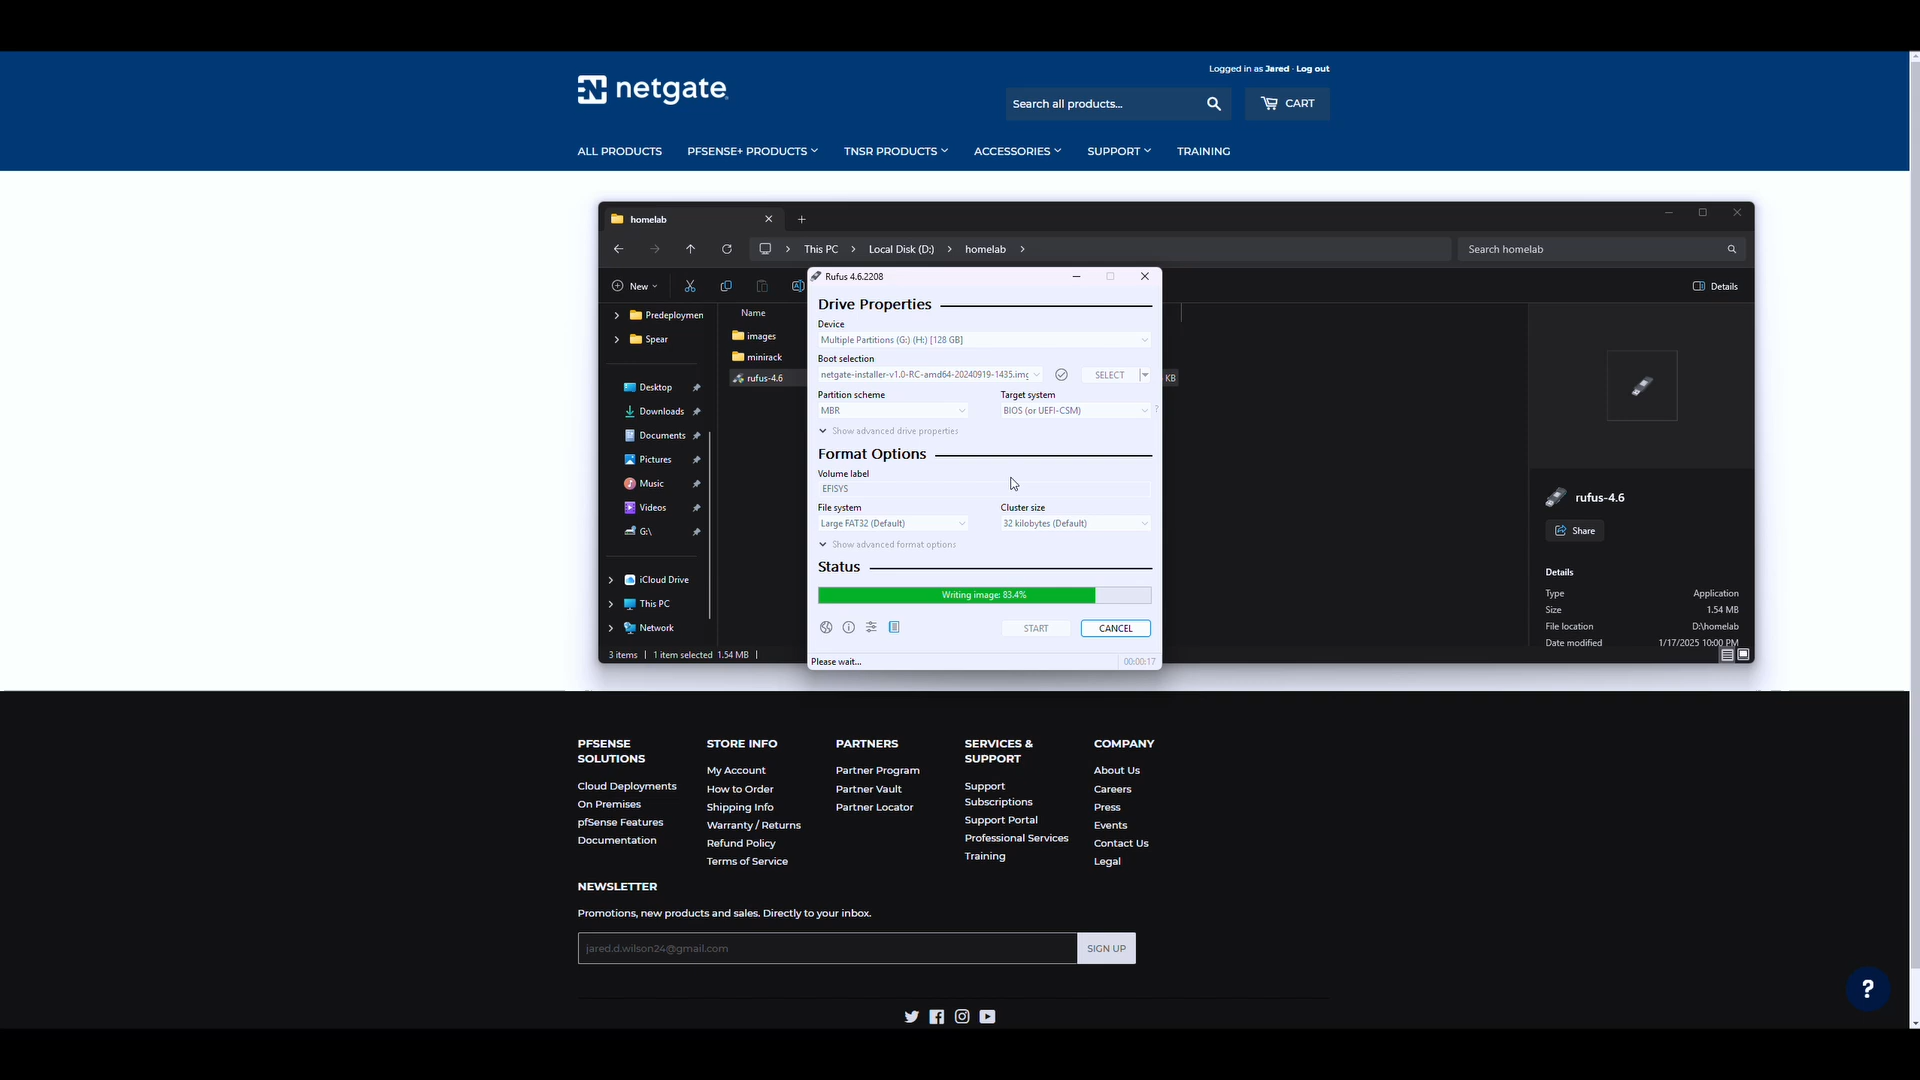 Logged in as Jared · Log out
netgate
Search all products...
CART
ALL PRODUCTS
PFSENSE+ PRODUCTS
TNSR PRODUCTS
ACCESSORIES
SUPPORT
TRAINING
homelab
This PC
Local Disk (D:)
homelab
Search homelab
New
Details
Predeploymen
Spear
Desktop
Downloads
Documents
Pictures
Music
Videos
G:\
iCloud Drive
This PC
Network
Name
images
minirack
rufus-4.6
KB
3 items
1 item selected 1.54 MB
Rufus 4.6.2208
Drive Properties
Device
Multiple Partitions (G:) (H:) [128 GB]
Boot selection
netgate-installer-v1.0-RC-amd64-20240919-1435.img
SELECT
Partition scheme
Target system
MBR
BIOS (or UEFI-CSM)
?
Show advanced drive properties
Format Options
Volume label
EFISYS
File system
Cluster size
Large FAT32 (Default)
32 kilobytes (Default)
Show advanced format options
Status
Writing image: 83.4%
START
CANCEL
Please wait...
00:00:17
rufus-4.6
Share
Details
Type Application
Size 1.54 MB
File location D:\homelab
Date modified 1/17/2025 10:00 PM
PFSENSE
SOLUTIONS
Cloud Deployments
On Premises
pfSense Features
Documentation
STORE INFO
My Account
How to Order
Shipping Info
Warranty / Returns
Refund Policy
Terms of Service
PARTNERS
Partner Program
Partner Vault
Partner Locator
SERVICES &
SUPPORT
Support
Subscriptions
Support Portal
Professional Services
Training
COMPANY
About Us
Careers
Press
Events
Contact Us
Legal
NEWSLETTER
Promotions, new products and sales. Directly to your inbox.
jared.d.wilson24@gmail.com
SIGN UP
?